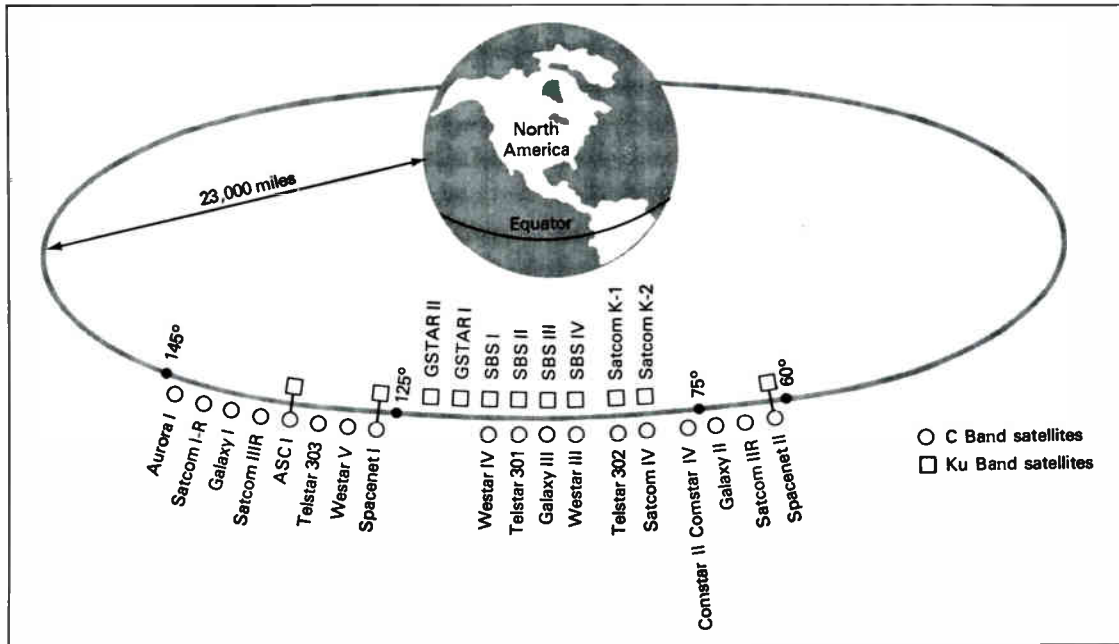 North
America
23,000 miles
Equator
145°
125°
75°
60°
GSTAR II
GSTAR I
SBS I
SBS II
SBS III
SBS IV
Satcom K-1
Satcom K-2
Aurora I
Satcom I-R
Galaxy I
Satcom IIIR
ASC I
Telstar 303
Westar V
Spacenet I
Westar IV
Telstar 301
Galaxy III
Westar III
Telstar 302
Satcom IV
Comstar II Comstar IV
Galaxy II
Satcom IIR
Spacenet II
C Band satellites
Ku Band satellites